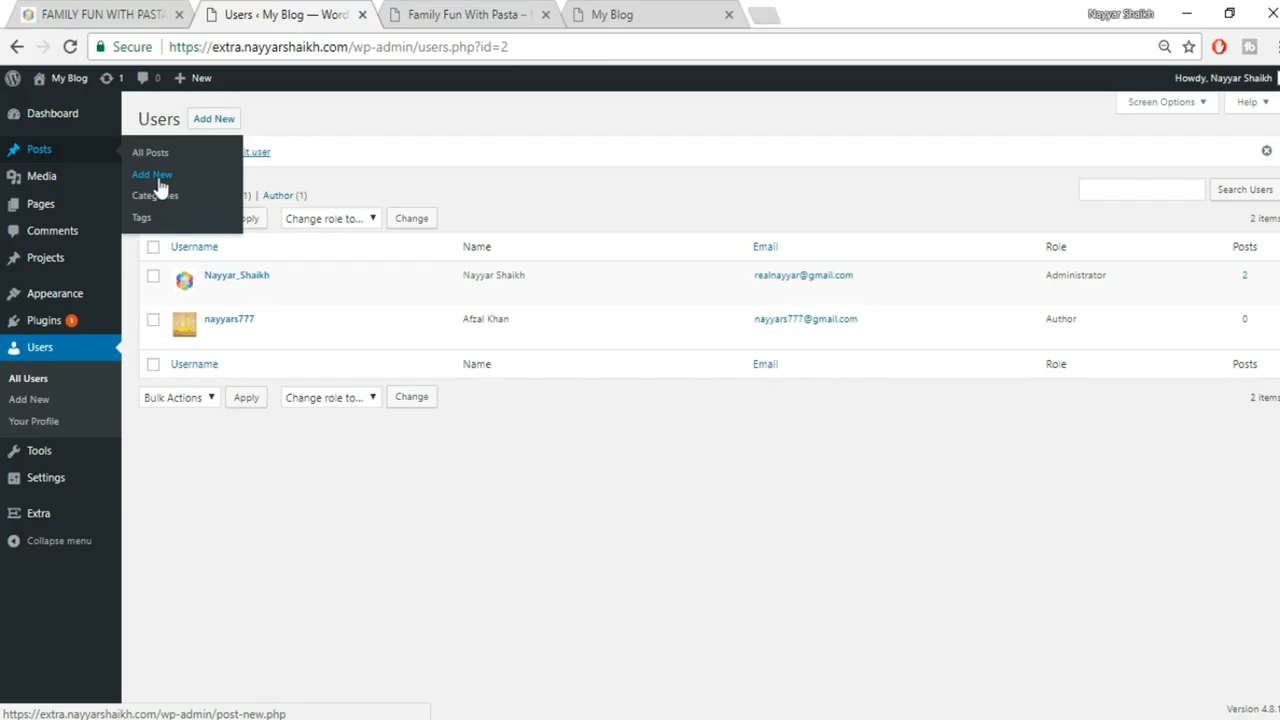 FAMILY FUN WITH PASTA
Users ‹ My Blog — Word
Family Fun With Pasta –
My Blog
Nayyar Shaikh
Secure
https://extra.nayyarshaikh.com/wp-admin/users.php?id=2
My Blog
1
0
New
Howdy, Nayyar Shaikh
Dashboard
Posts
Media
Pages
Comments
Projects
Appearance
Plugins 1
Users
All Users
Add New
Your Profile
Tools
Settings
Extra
Collapse menu
All Posts
Add New
Categories
Tags
Users
Add New
Screen Options
Help
user
1) | Author (1)
Search Users
Change role to...
Change
2 items
Username Name Email Role Posts
Nayyar_Shaikh Nayyar Shaikh realnayyar@gmail.com Administrator 2
nayyars777 Afzal Khan nayyars777@gmail.com Author 0
Username Name Email Role Posts
Bulk Actions Apply Change role to... Change 2 items
https://extra.nayyarshaikh.com/wp-admin/post-new.php
Version 4.8.1